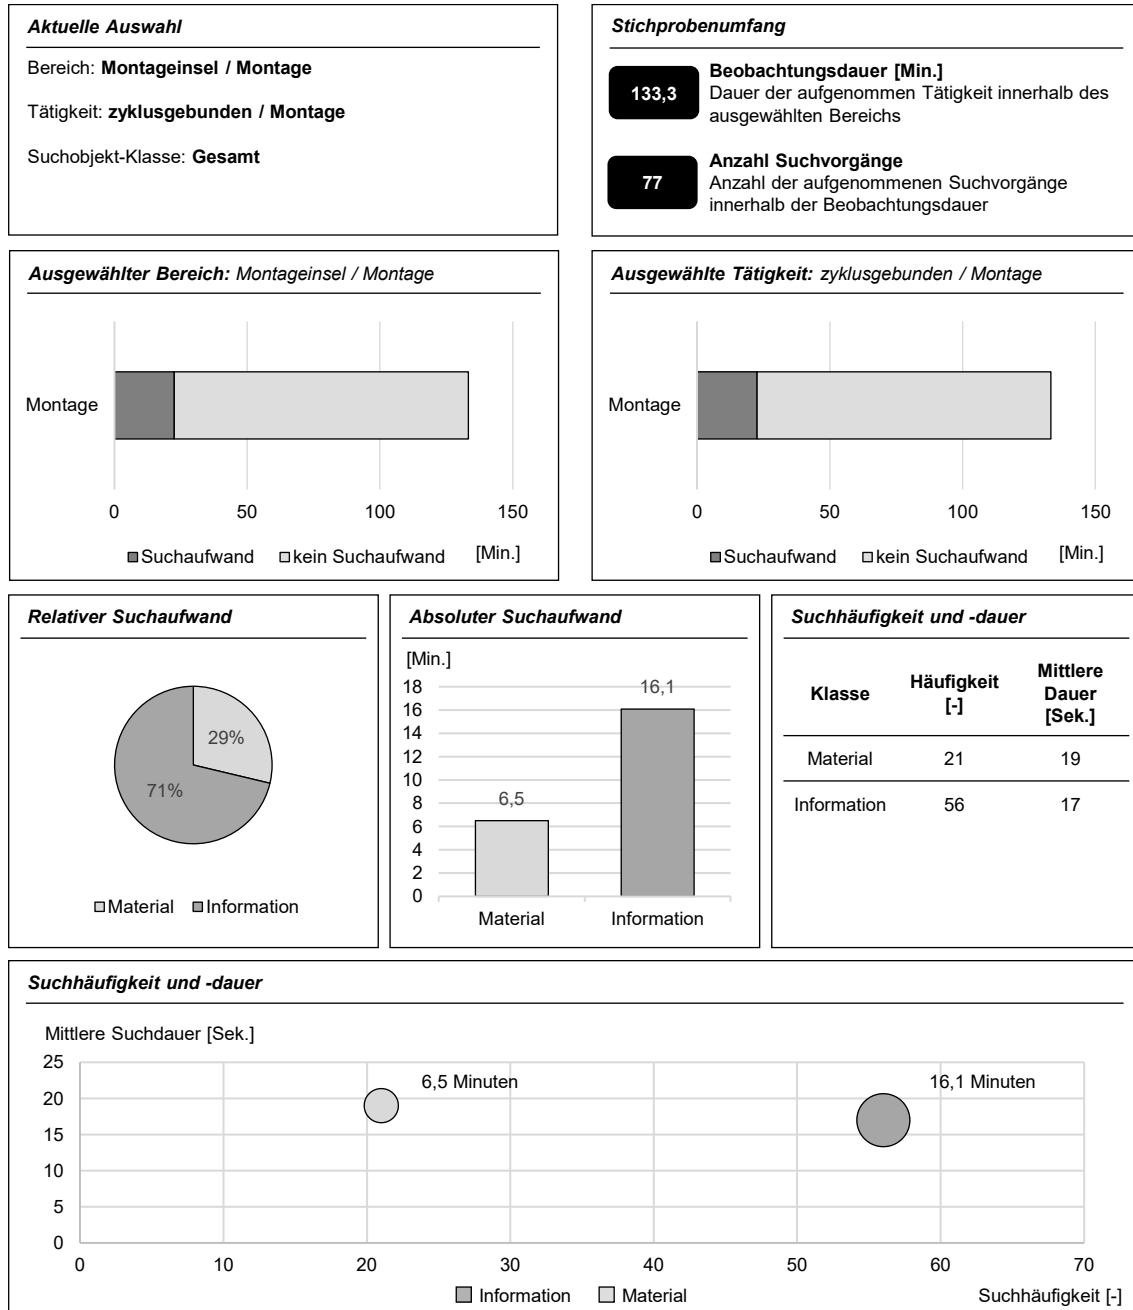 Aktuelle Auswahl
Bereich: Montageinsel / Montage
Tätigkeit: zyklusgebunden / Montage
Suchobjekt-Klasse: Gesamt
Stichprobenumfang
133,3
Beobachtungsdauer [Min.]
Dauer der aufgenommen Tätigkeit innerhalb des
ausgewählten Bereichs
77
Anzahl Suchvorgänge
Anzahl der aufgenommenen Suchvorgänge
innerhalb der Beobachtungsdauer
Ausgewählter Bereich: Montageinsel / Montage
Montage
0 50 100 150
Suchaufwand kein Suchaufwand [Min.]
Ausgewählte Tätigkeit: zyklusgebunden / Montage
Montage
0 50 100 150
Suchaufwand kein Suchaufwand [Min.]
Relativer Suchaufwand
29%
71%
Material Information
Absoluter Suchaufwand
[Min.]
18
16
14
12
10
8
6
4
2
0
6,5
16,1
Material Information
Suchhäufigkeit und -dauer
Klasse Häufigkeit [-] Mittlere Dauer [Sek.]
Material 21 19
Information 56 17
Suchhäufigkeit und -dauer
Mittlere Suchdauer [Sek.]
25
20
15
10
5
0
6,5 Minuten
16,1 Minuten
0 10 20 30 40 50 60 70
Information Material Suchhäufigkeit [-]